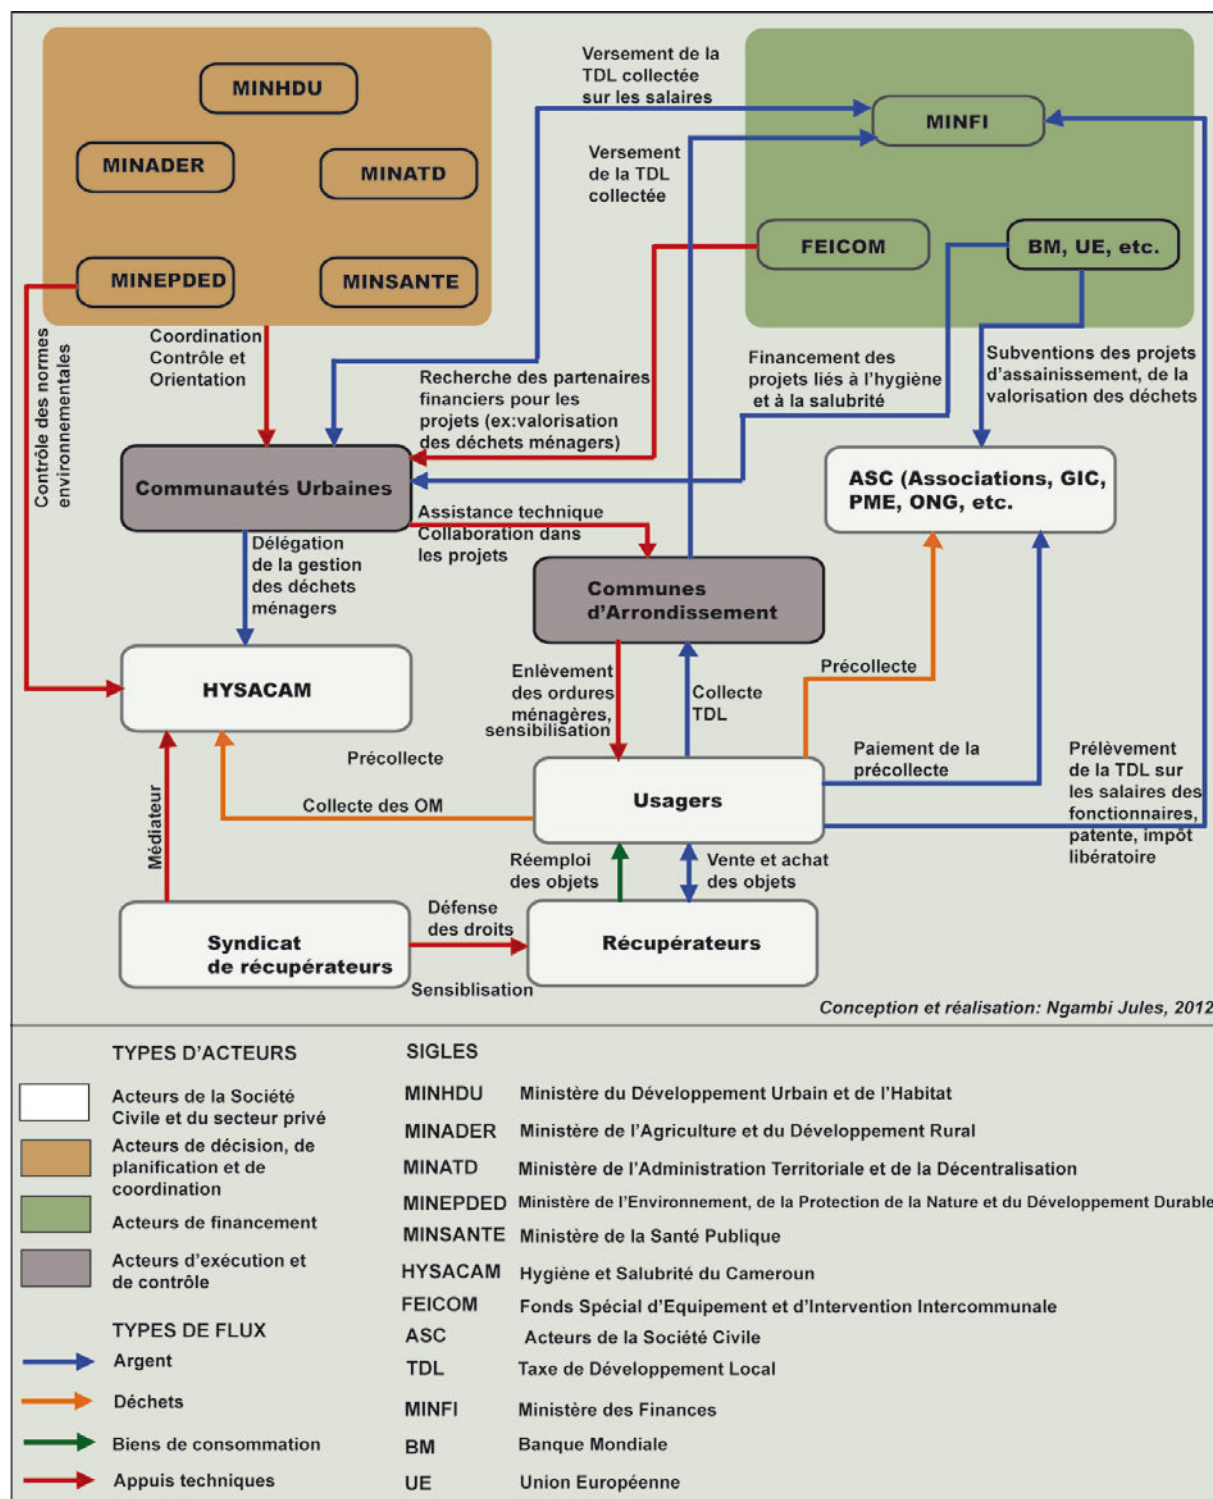 MINHDU
MINADER
MINATD
MINEPDED
MINSANTE
Versement de la
TDL collectée
sur les salaires
Versement
de la TDL
collectée
MINFI
FEICOM
BM, UE, etc.
Contrôle des normes
environnementales
Coordination
Contrôle et
Orientation
Recherche des partenaires
financiers pour les
projets (ex:valorisation
des déchets ménagers)
Financement des
projets liés à l'hygiène
et à la salubrité
Subventions des projets
d'assainissement, de la
valorisation des déchets
Communautés Urbaines
ASC (Associations, GIC,
PME, ONG, etc.
Assistance technique
Collaboration dans
les projets
Délégation
de la gestion
des déchets
ménagers
Communes
d'Arrondissement
HYSACAM
Enlèvement
des ordures
ménagères,
sensibilisation
Collecte
TDL
Précollecte
Précollecte
Paiement de la
précollecte
Prélèvement
de la TDL sur
les salaires des
fonctionnaires,
patente, impôt
libératoire
Usagers
Collecte des OM
Médiateur
Réemploi
des objets
Vente et achat
des objets
Syndicat
de récupérateurs
Défense
des droits
Sensiblisation
Récupérateurs
Conception et réalisation: Ngambi Jules, 2012
TYPES D'ACTEURS
Acteurs de la Société
Civile et du secteur privé
Acteurs de décision, de
planification et de
coordination
Acteurs de financement
Acteurs d'exécution et
de contrôle
TYPES DE FLUX
Argent
Déchets
Biens de consommation
Appuis techniques
SIGLES
MINHDU Ministère du Développement Urbain et de l'Habitat
MINADER Ministère de l'Agriculture et du Développement Rural
MINATD Ministère de l'Administration Territoriale et de la Décentralisation
MINEPDED Ministère de l'Environnement, de la Protection de la Nature et du Développement Durable
MINSANTE Ministère de la Santé Publique
HYSACAM Hygiène et Salubrité du Cameroun
FEICOM Fonds Spécial d'Equipement et d'Intervention Intercommunale
ASC Acteurs de la Société Civile
TDL Taxe de Développement Local
MINFI Ministère des Finances
BM Banque Mondiale
UE Union Européenne